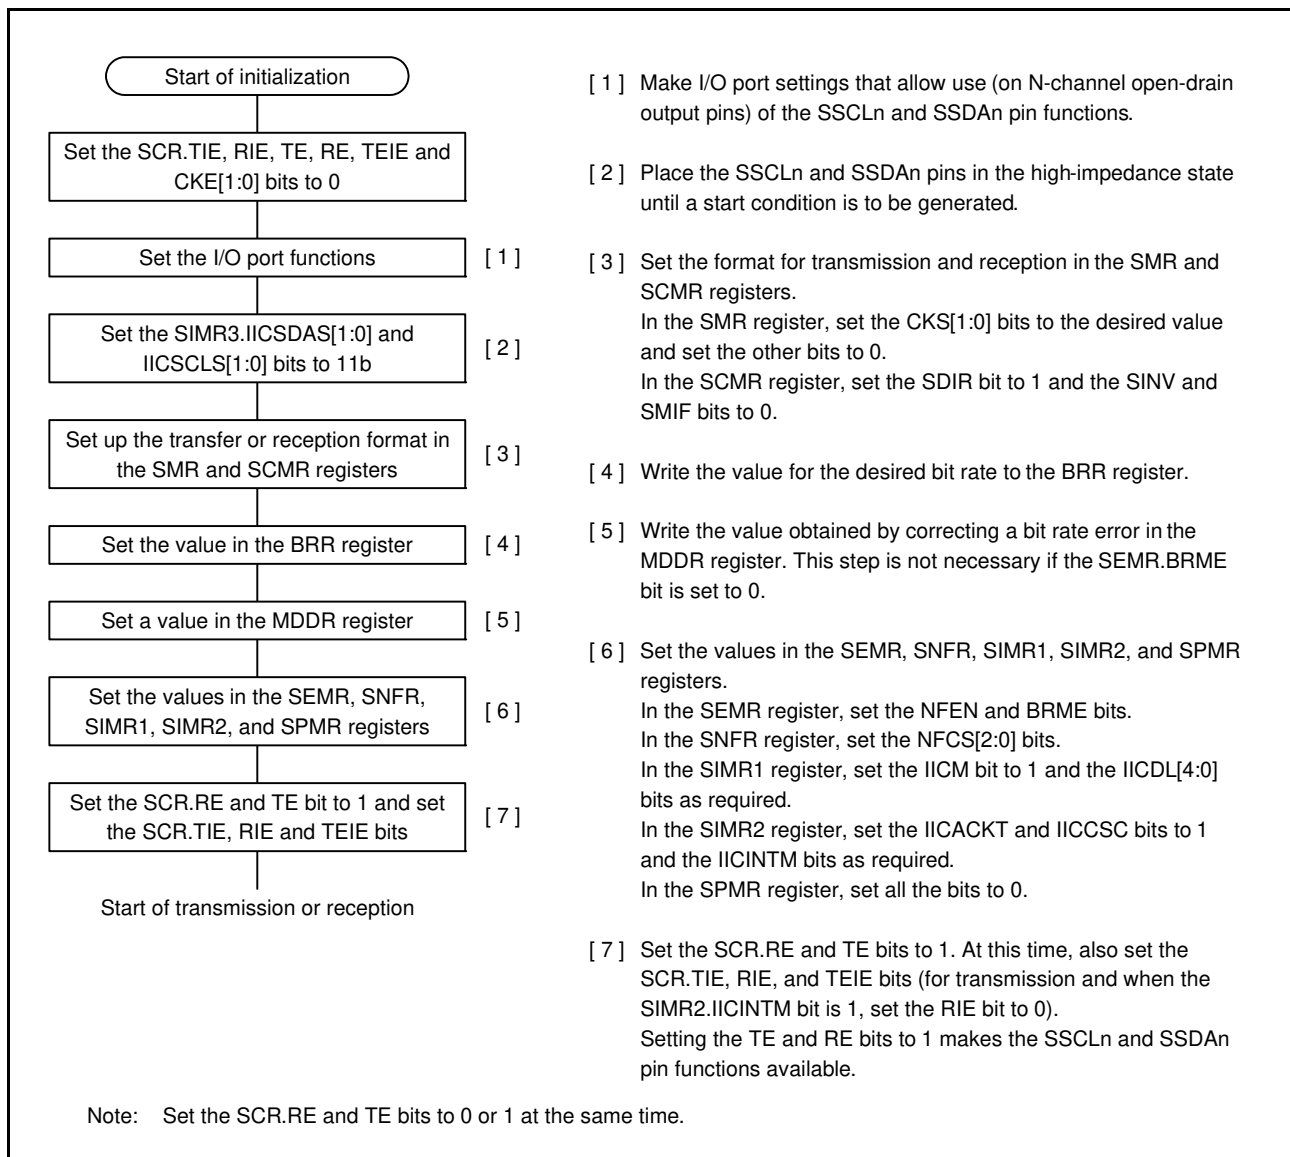 Start of initialization
Set the SCR.TIE, RIE, TE, RE, TEIE and
CKE[1:0] bits to 0
Set the I/O port functions
[ 1 ]
Set the SIMR3.IICSDAS[1:0] and
IICSCLS[1:0] bits to 11b
[ 2 ]
Set up the transfer or reception format in
the SMR and SCMR registers
[ 3 ]
Set the value in the BRR register
[ 4 ]
Set a value in the MDDR register
[ 5 ]
Set the values in the SEMR, SNFR,
SIMR1, SIMR2, and SPMR registers
[ 6 ]
Set the SCR.RE and TE bit to 1 and set
the SCR.TIE, RIE and TEIE bits
[ 7 ]
Start of transmission or reception
[ 1 ] Make I/O port settings that allow use (on N-channel open-drain
output pins) of the SSCLn and SSDAn pin functions.
[ 2 ] Place the SSCLn and SSDAn pins in the high-impedance state
until a start condition is to be generated.
[ 3 ] Set the format for transmission and reception in the SMR and
SCMR registers.
In the SMR register, set the CKS[1:0] bits to the desired value
and set the other bits to 0.
In the SCMR register, set the SDIR bit to 1 and the SINV and
SMIF bits to 0.
[ 4 ] Write the value for the desired bit rate to the BRR register.
[ 5 ] Write the value obtained by correcting a bit rate error in the
MDDR register. This step is not necessary if the SEMR.BRME
bit is set to 0.
[ 6 ] Set the values in the SEMR, SNFR, SIMR1, SIMR2, and SPMR
registers.
In the SEMR register, set the NFEN and BRME bits.
In the SNFR register, set the NFCS[2:0] bits.
In the SIMR1 register, set the IICM bit to 1 and the IICDL[4:0]
bits as required.
In the SIMR2 register, set the IICACKT and IICCSC bits to 1
and the IICINTM bits as required.
In the SPMR register, set all the bits to 0.
[ 7 ] Set the SCR.RE and TE bits to 1. At this time, also set the
SCR.TIE, RIE, and TEIE bits (for transmission and when the
SIMR2.IICINTM bit is 1, set the RIE bit to 0).
Setting the TE and RE bits to 1 makes the SSCLn and SSDAn
pin functions available.
Note: Set the SCR.RE and TE bits to 0 or 1 at the same time.